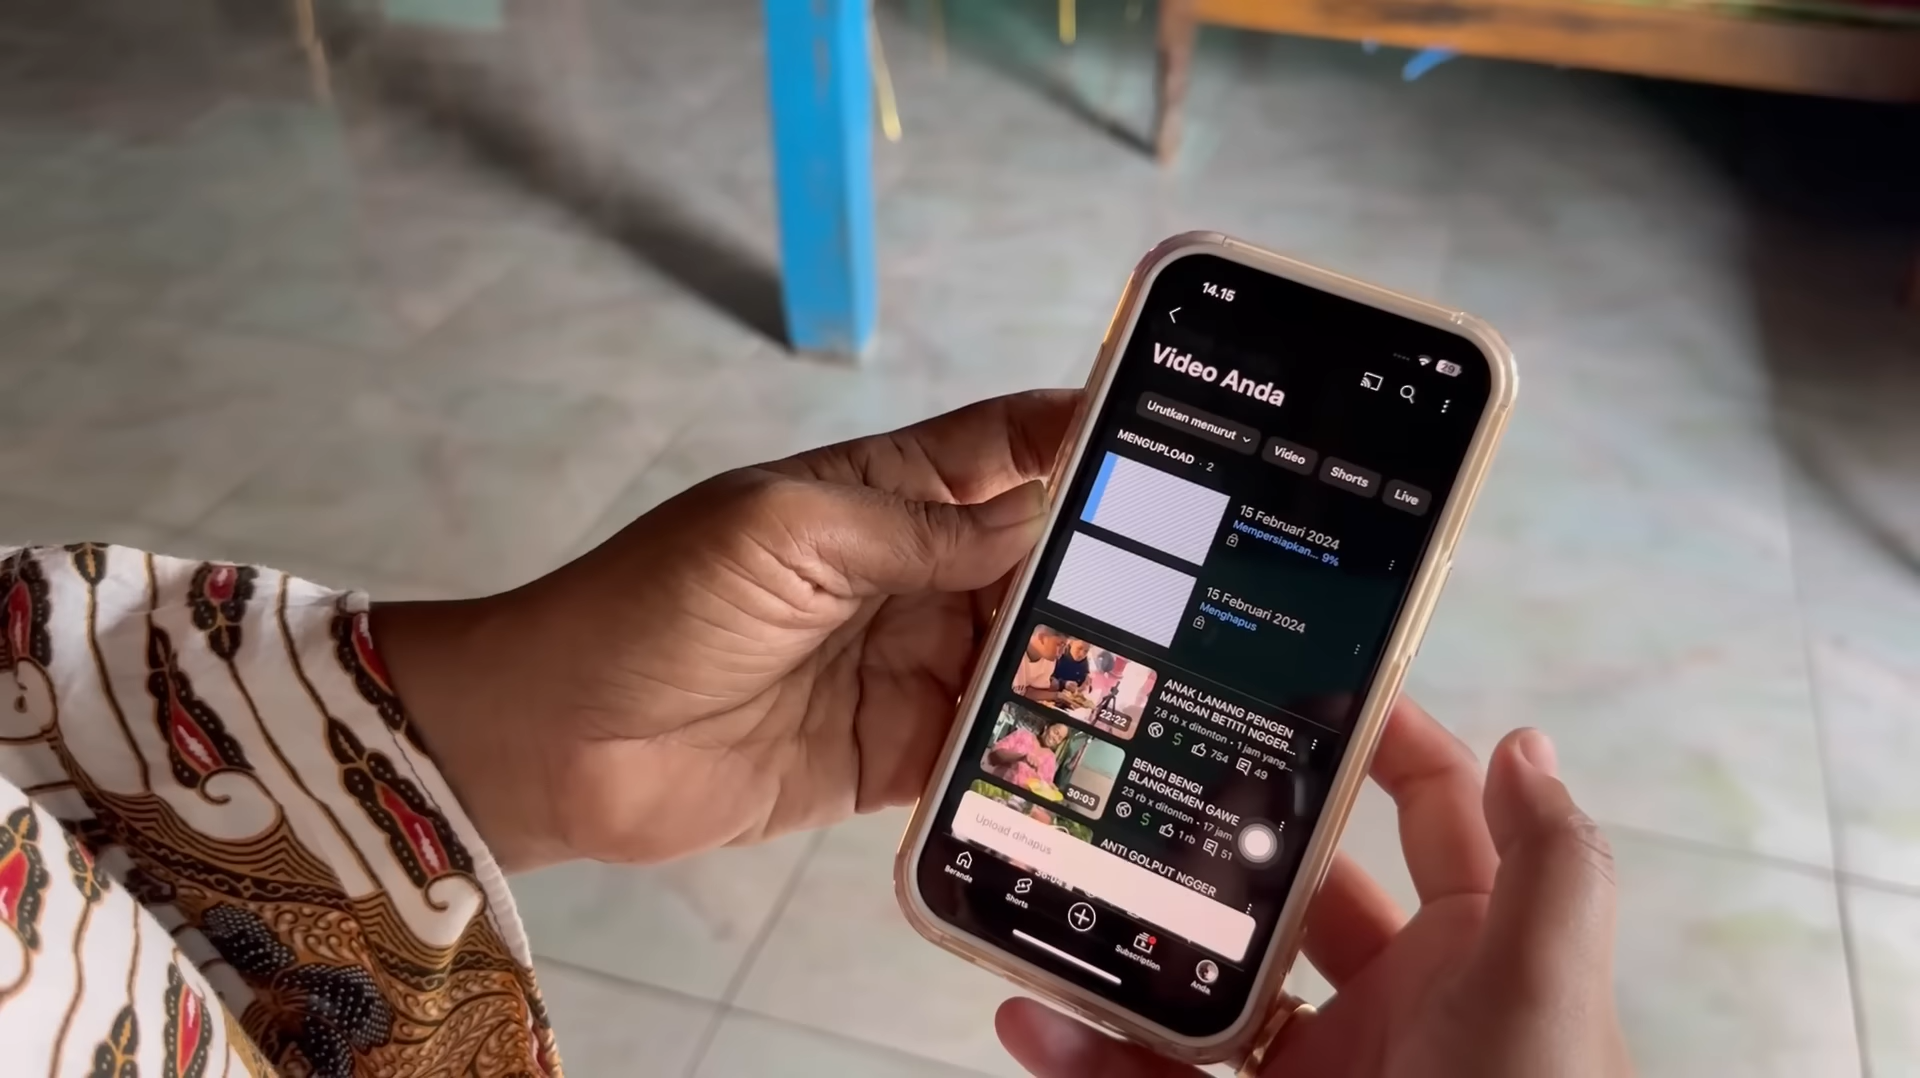 14.15
29
Video Anda
Urutkan menurut
Video
Shorts
Live
MENGUPLOAD · 2
15 Februari 2024
Mempersiapkan... 9%
15 Februari 2024
Menghapus
22:22
ANAK LANANG PENGEN
MANGAN BETITI NGGER...
7,8 rb x ditonton · 1 jam yang...
$ 754 49
30:03
BENGI BENGI
BLANGKEMEN GAWE
23 rb x ditonton · 17 jam
$ 1 rb 51
ANTI GOLPUT NGGER
Upload dihapus
Beranda
Shorts
Subscription
Anda